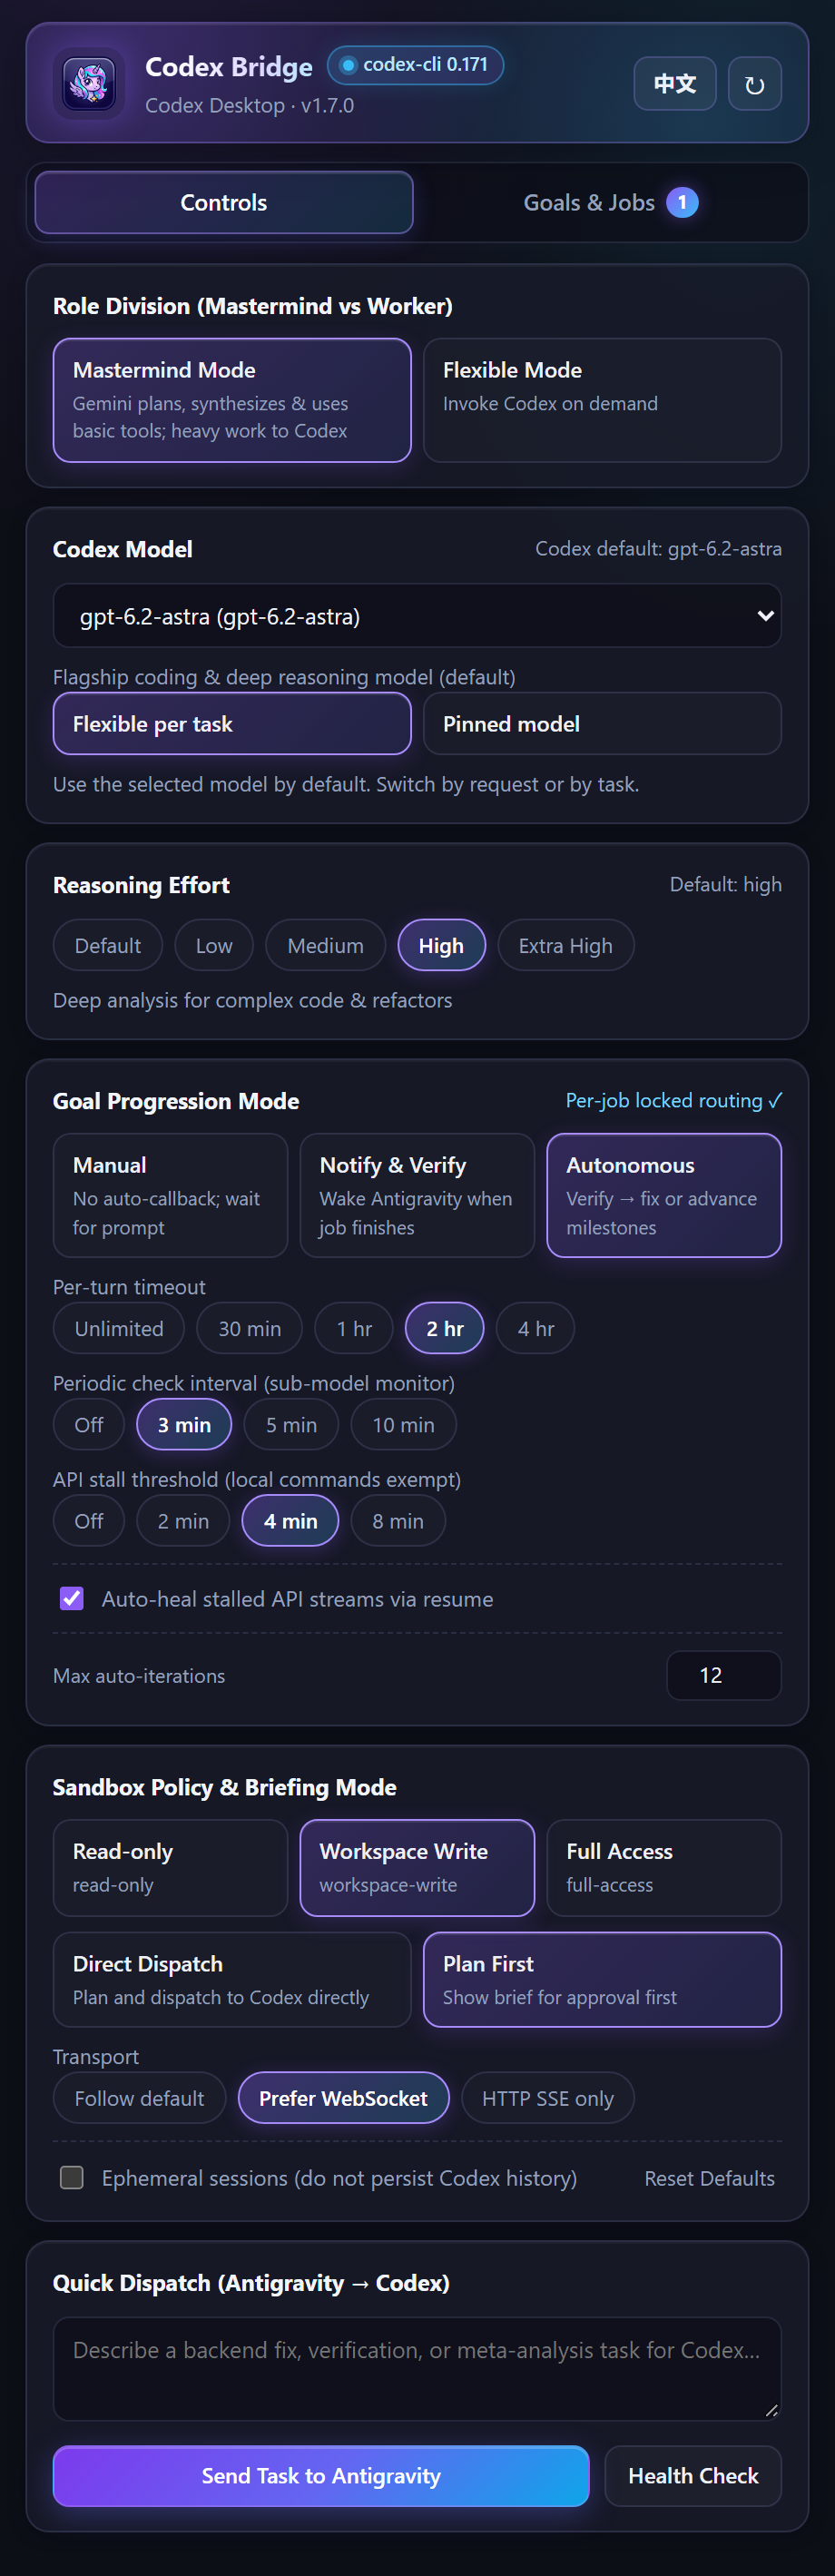 Codex Bridge
codex-cli 0.171
Codex Desktop · v1.7.0
中文
↻
Controls
Goals & Jobs 1
Role Division (Mastermind vs Worker)
Mastermind Mode
Gemini plans, synthesizes & uses
basic tools; heavy work to Codex
Flexible Mode
Invoke Codex on demand
Codex Model
Codex default: gpt-6.2-astra
gpt-6.2-astra (gpt-6.2-astra)
Flagship coding & deep reasoning model (default)
Flexible per task
Pinned model
Use the selected model by default. Switch by request or by task.
Reasoning Effort
Default: high
Default
Low
Medium
High
Extra High
Deep analysis for complex code & refactors
Goal Progression Mode
Per-job locked routing ✓
Manual
No auto-callback; wait
for prompt
Notify & Verify
Wake Antigravity when
job finishes
Autonomous
Verify → fix or advance
milestones
Per-turn timeout
Unlimited
30 min
1 hr
2 hr
4 hr
Periodic check interval (sub-model monitor)
Off
3 min
5 min
10 min
API stall threshold (local commands exempt)
Off
2 min
4 min
8 min
Auto-heal stalled API streams via resume
Max auto-iterations
12
Sandbox Policy & Briefing Mode
Read-only
read-only
Workspace Write
workspace-write
Full Access
full-access
Direct Dispatch
Plan and dispatch to Codex directly
Plan First
Show brief for approval first
Transport
Follow default
Prefer WebSocket
HTTP SSE only
Ephemeral sessions (do not persist Codex history)
Reset Defaults
Quick Dispatch (Antigravity → Codex)
Describe a backend fix, verification, or meta-analysis task for Codex...
Send Task to Antigravity
Health Check